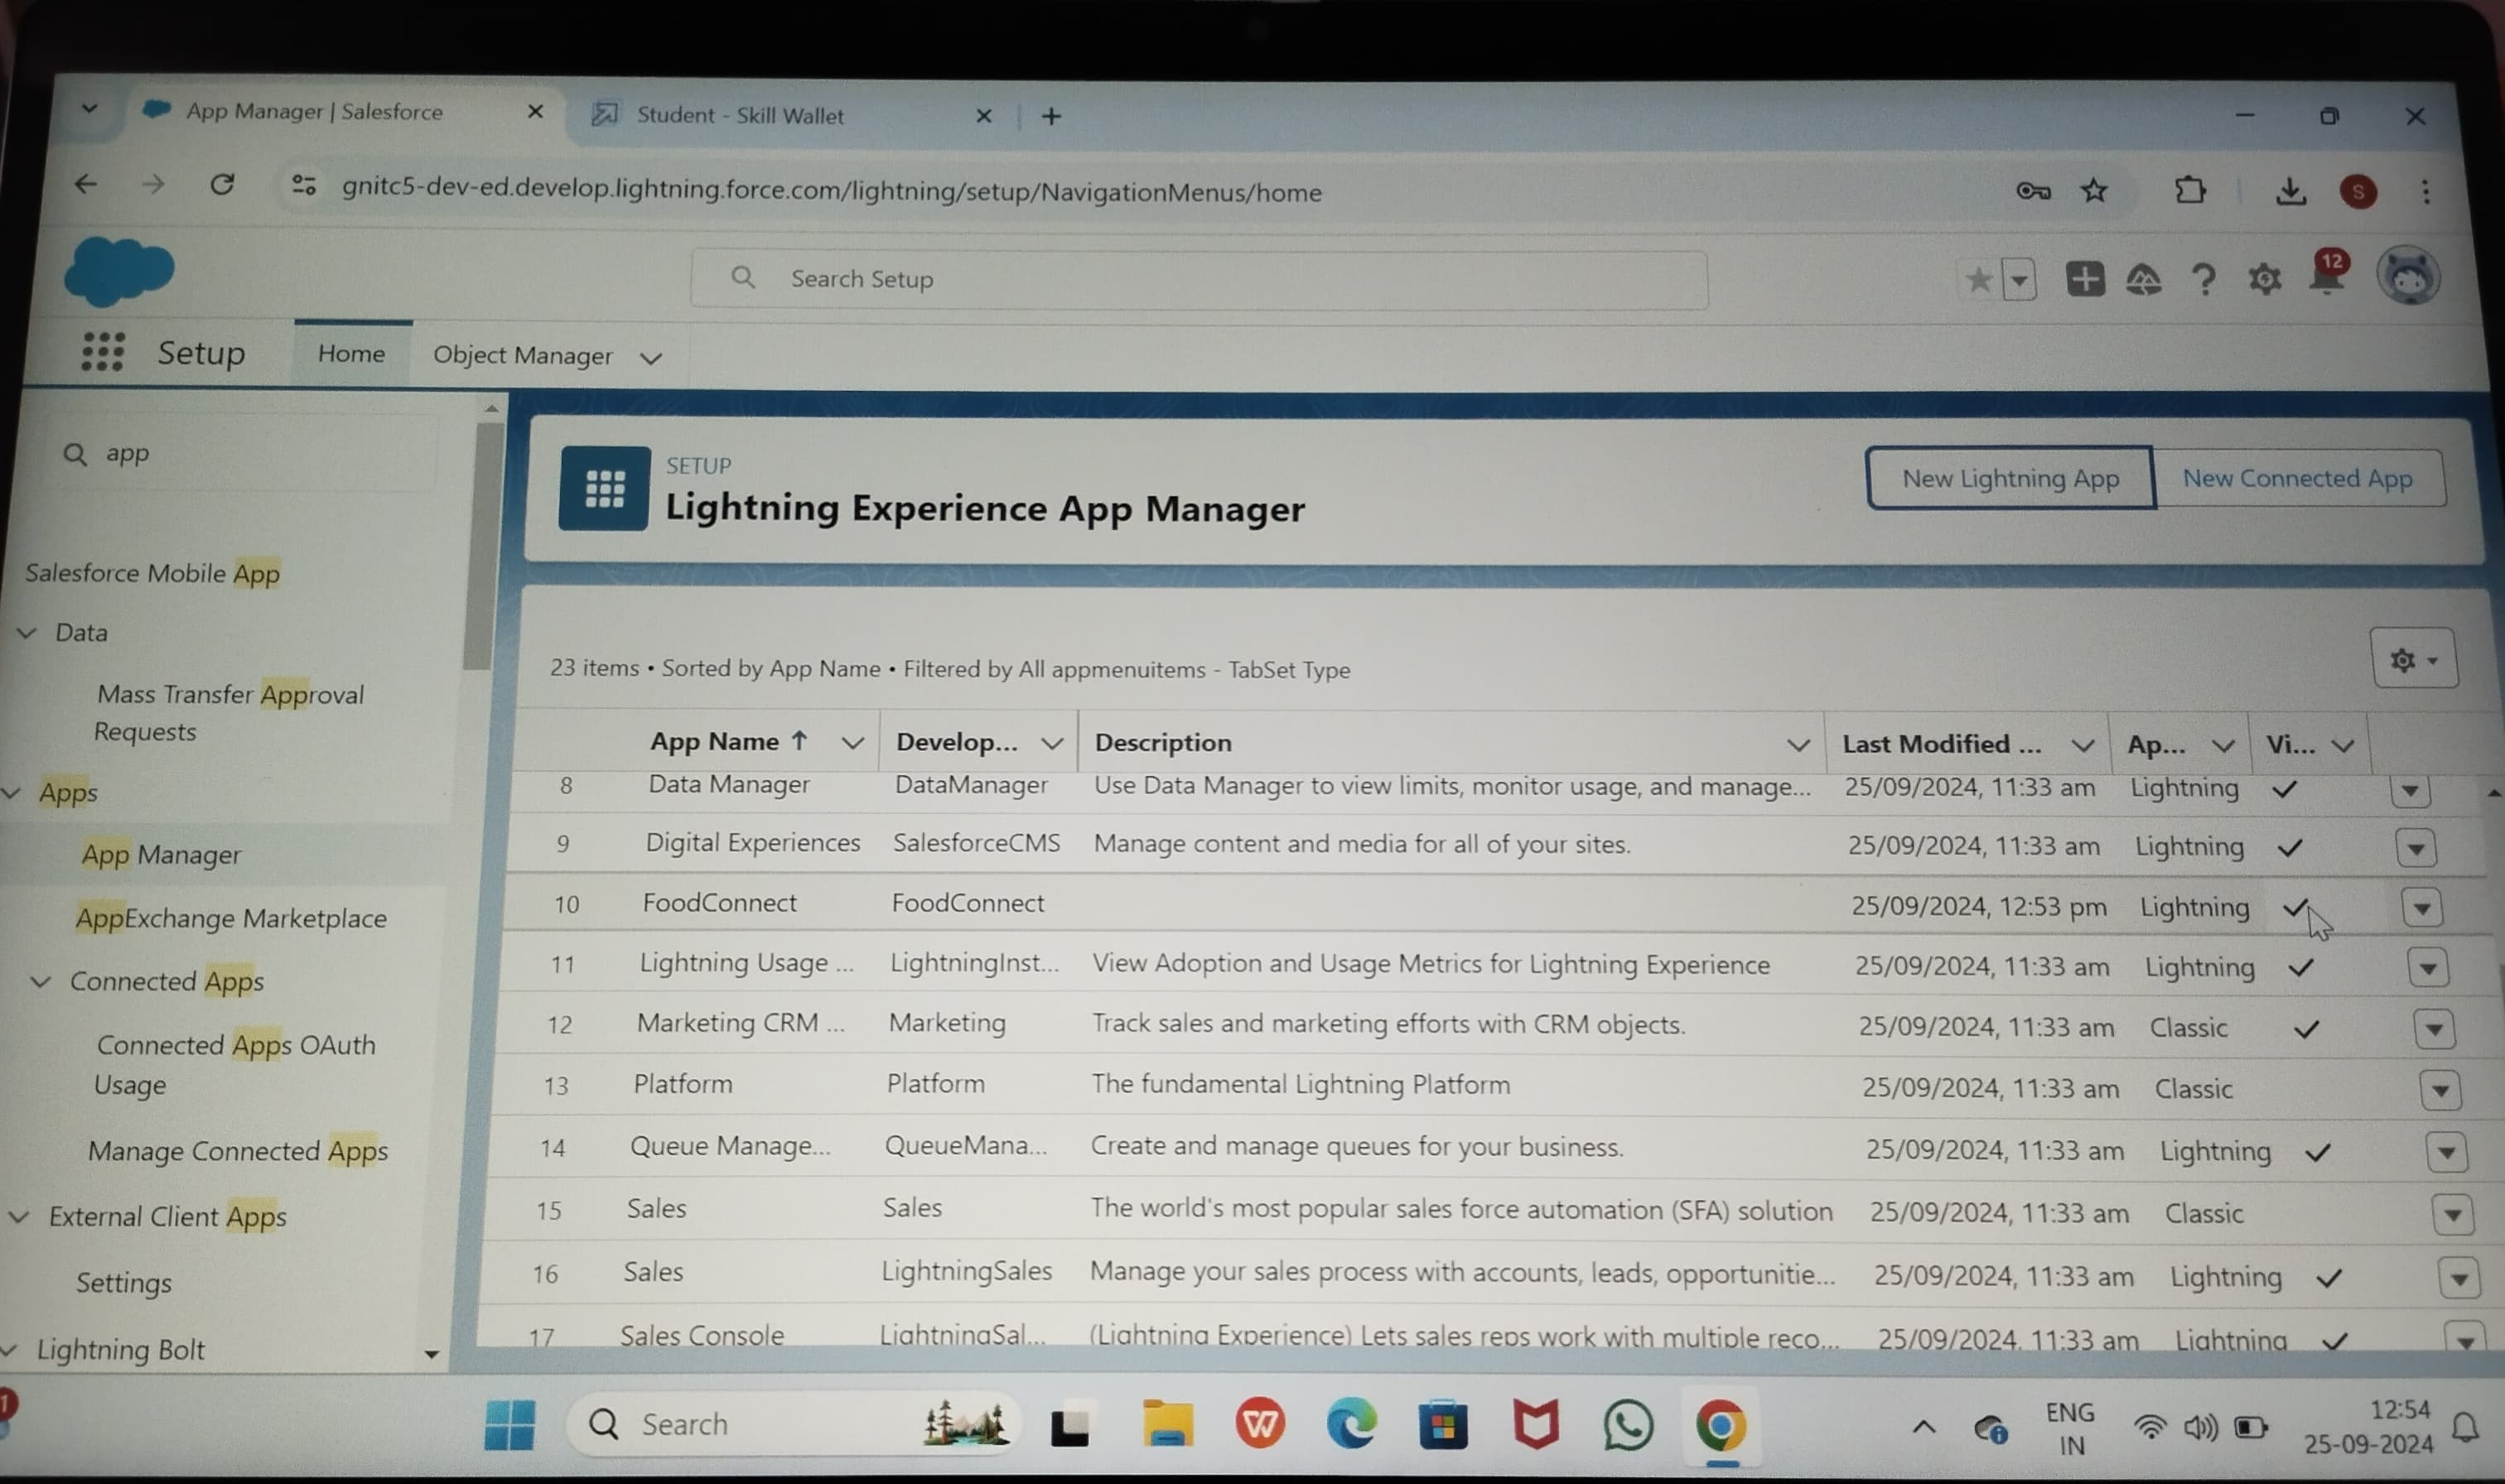 App Manager | Salesforce
Student - Skill Wallet
gnitc5-dev-ed.develop.lightning.force.com/lightning/setup/NavigationMenus/home
S
Search Setup
12
Setup
Home
Object Manager
app
Salesforce Mobile App
Data
Mass Transfer Approval
Requests
Apps
App Manager
AppExchange Marketplace
Connected Apps
Connected Apps OAuth
Usage
Manage Connected Apps
External Client Apps
Settings
Lightning Bolt
SETUP
Lightning Experience App Manager
New Lightning App
New Connected App
23 items • Sorted by App Name • Filtered by All appmenuitems - TabSet Type
App Name ↑ Develop... Description Last Modified ... Ap... Vi...
8 Data Manager DataManager Use Data Manager to view limits, monitor usage, and manage... 25/09/2024, 11:33 am Lightning ✓
9 Digital Experiences SalesforceCMS Manage content and media for all of your sites. 25/09/2024, 11:33 am Lightning ✓
10 FoodConnect FoodConnect 25/09/2024, 12:53 pm Lightning ✓
11 Lightning Usage ... LightningInst... View Adoption and Usage Metrics for Lightning Experience 25/09/2024, 11:33 am Lightning ✓
12 Marketing CRM ... Marketing Track sales and marketing efforts with CRM objects. 25/09/2024, 11:33 am Classic ✓
13 Platform Platform The fundamental Lightning Platform 25/09/2024, 11:33 am Classic
14 Queue Manage... QueueMana... Create and manage queues for your business. 25/09/2024, 11:33 am Lightning ✓
15 Sales Sales The world's most popular sales force automation (SFA) solution 25/09/2024, 11:33 am Classic
16 Sales LightningSales Manage your sales process with accounts, leads, opportunitie... 25/09/2024, 11:33 am Lightning ✓
17 Sales Console LightningSal... (Lightning Experience) Lets sales reps work with multiple reco... 25/09/2024, 11:33 am Lightning ✓
1
Search
W
ENG
IN
12:54
25-09-2024